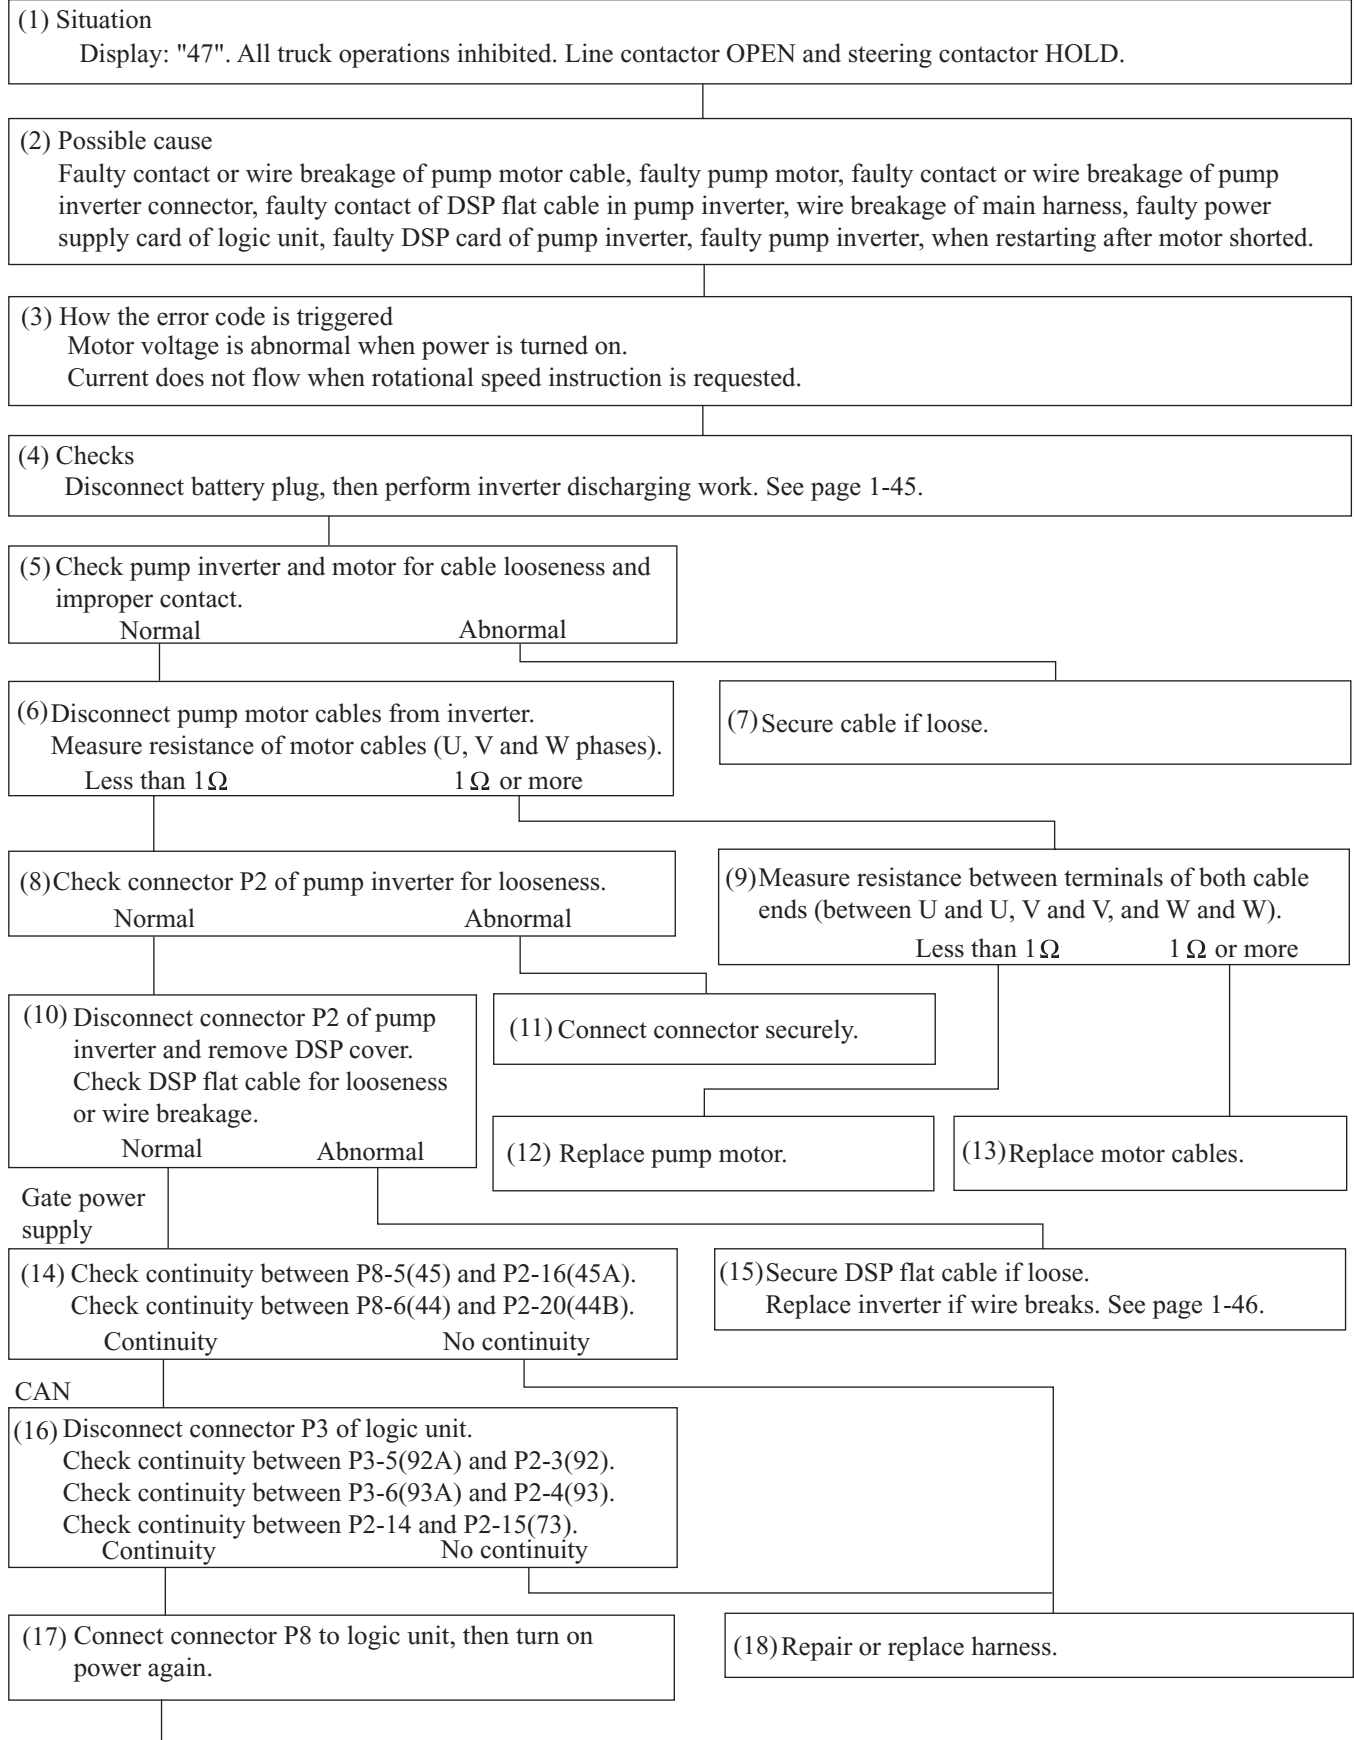 (1) Situation
Display: "47". All truck operations inhibited. Line contactor OPEN and steering contactor HOLD.
(2) Possible cause
Faulty contact or wire breakage of pump motor cable, faulty pump motor, faulty contact or wire breakage of pump
inverter connector, faulty contact of DSP flat cable in pump inverter, wire breakage of main harness, faulty power
supply card of logic unit, faulty DSP card of pump inverter, faulty pump inverter, when restarting after motor shorted.
(3) How the error code is triggered
Motor voltage is abnormal when power is turned on.
Current does not flow when rotational speed instruction is requested.
(4) Checks
Disconnect battery plug, then perform inverter discharging work. See page 1-45.
(5) Check pump inverter and motor for cable looseness and
improper contact.
Normal Abnormal
(6) Disconnect pump motor cables from inverter.
Measure resistance of motor cables (U, V and W phases).
Less than 1Ω 1Ω or more
(7) Secure cable if loose.
(8) Check connector P2 of pump inverter for looseness.
Normal Abnormal
(9) Measure resistance between terminals of both cable
ends (between U and U, V and V, and W and W).
Less than 1Ω 1Ω or more
(10) Disconnect connector P2 of pump
inverter and remove DSP cover.
Check DSP flat cable for looseness
or wire breakage.
Normal Abnormal
(11) Connect connector securely.
(12) Replace pump motor.
(13) Replace motor cables.
Gate power
supply
(14) Check continuity between P8-5(45) and P2-16(45A).
Check continuity between P8-6(44) and P2-20(44B).
Continuity No continuity
(15) Secure DSP flat cable if loose.
Replace inverter if wire breaks. See page 1-46.
CAN
(16) Disconnect connector P3 of logic unit.
Check continuity between P3-5(92A) and P2-3(92).
Check continuity between P3-6(93A) and P2-4(93).
Check continuity between P2-14 and P2-15(73).
Continuity No continuity
(17) Connect connector P8 to logic unit, then turn on
power again.
(18) Repair or replace harness.